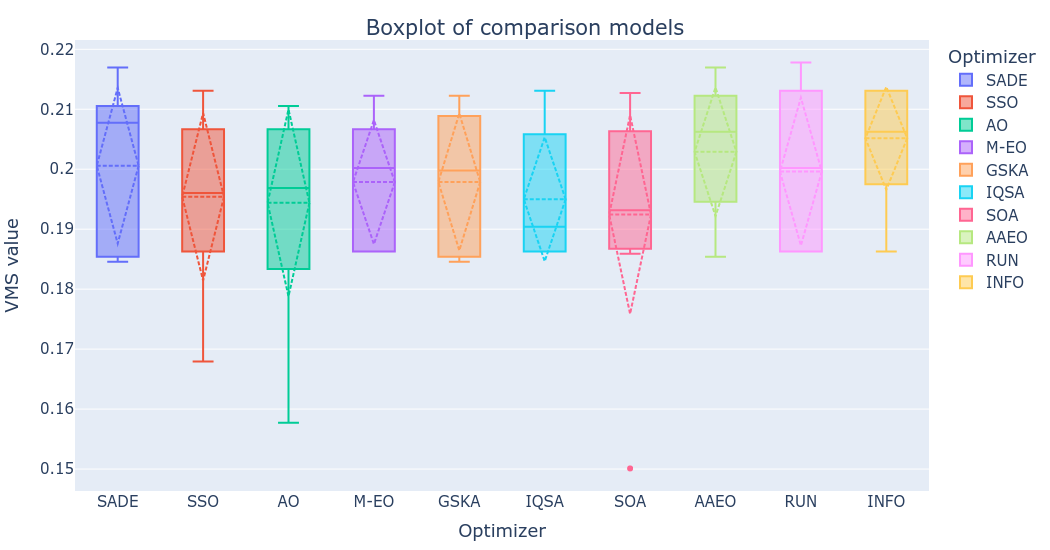 Boxplot of comparison models
VMS value
0.22
0.21
0.2
0.19
0.18
0.17
0.16
0.15
SADE SSO AO M-EO GSKA IQSA SOA AAEO RUN INFO
Optimizer
Optimizer
SADE
SSO
AO
M-EO
GSKA
IQSA
SOA
AAEO
RUN
INFO